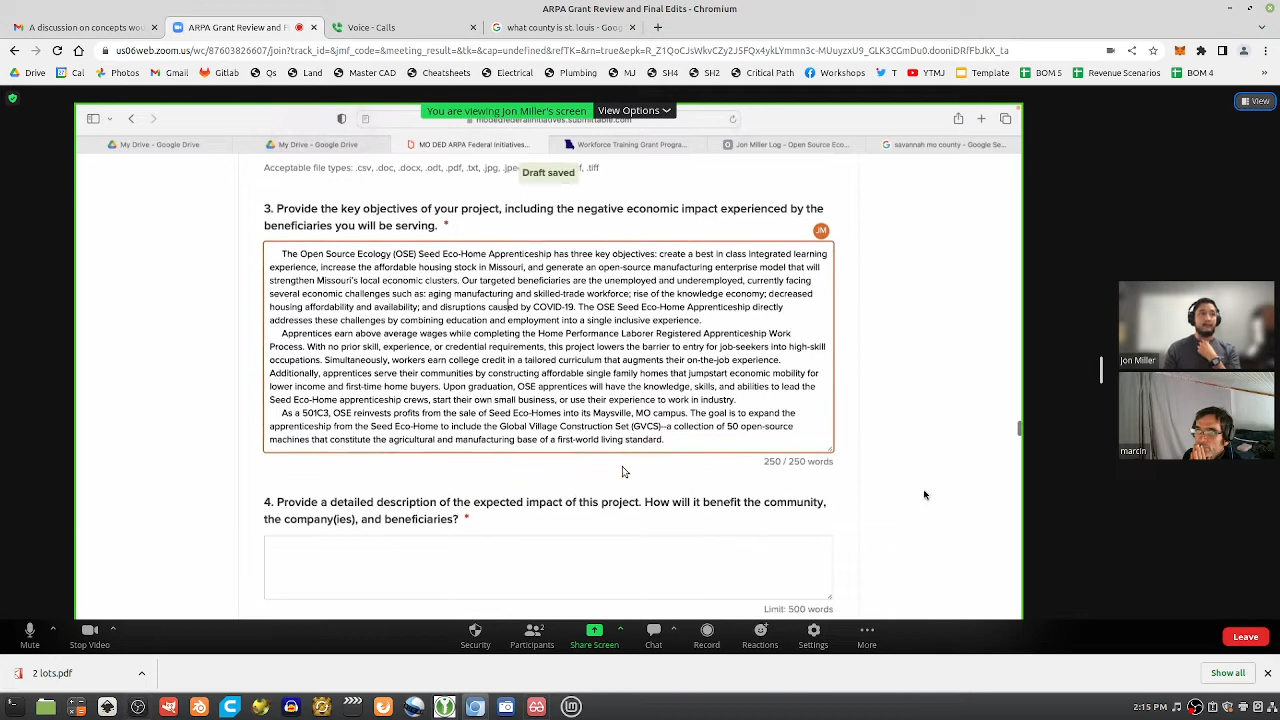 ARPA Grant Review and Final Edits - Chromium
A discussion on concepts wou
ARPA Grant Review and Fi
Voice - Calls
what county is st. louis - Goog
us06web.zoom.us/wc/87603826607/join?track_id=&jmf_code=&meeting_result=&tk=&cap=undefined&refTK=&rn=true&epk=
Drive
Cal
Photos
Gmail
Gitlab
Qs
Land
Master CAD
Cheatsheets
Electrical
Plumbing
MJ
SH4
SH2
Critical Path
Workshops
T
YTMJ
Template
BOM 5
Revenue Scenarios
BOM 4
You are viewing Jon Miller's screen
View Options
View
My Drive - Google Drive
My Drive - Google Drive
MO DED ARPA Federal Initiatives...
Workforce Training Grant Progra...
Jon Miller Log - Open Source Eco...
savannah mo county - Google Se...
Acceptable file types: .csv, .doc, .docx, .odt, .pdf, .txt, .jpg, .tiff
Draft saved
3. Provide the key objectives of your project, including the negative economic impact experienced by the
beneficiaries you will be serving. *
JM
The Open Source Ecology (OSE) Seed Eco-Home Apprenticeship has three key objectives: create a best in class integrated learning
experience, increase the affordable housing stock in Missouri, and generate an open-source manufacturing enterprise model that will
strengthen Missouri's local economic clusters. Our targeted beneficiaries are the unemployed and underemployed, currently facing
several economic challenges such as: aging manufacturing and skilled-trade workforce; rise of the knowledge economy; decreased
housing affordability and availability; and disruptions caused by COVID-19. The OSE Seed Eco-Home Apprenticeship directly
addresses these challenges by combining education and employment into a single inclusive experience.
Apprentices earn above average wages while completing the Home Performance Laborer Registered Apprenticeship Work
Process. With no prior skill, experience, or credential requirements, this project lowers the barrier to entry for job-seekers into high-skill
occupations. Simultaneously, workers earn college credit in a tailored curriculum that augments their on-the-job experience.
Additionally, apprentices serve their communities by constructing affordable single family homes that jumpstart economic mobility for
lower income and first-time home buyers. Upon graduation, OSE apprentices will have the knowledge, skills, and abilities to lead the
Seed Eco-Home apprenticeship crews, start their own small business, or use their experience to work in industry.
As a 501C3, OSE reinvests profits from the sale of Seed Eco-Homes into its Maysville, MO campus. The goal is to expand the
apprenticeship from the Seed Eco-Home to include the Global Village Construction Set (GVCS)--a collection of 50 open-source
machines that constitute the agricultural and manufacturing base of a first-world living standard.
250 / 250 words
4. Provide a detailed description of the expected impact of this project. How will it benefit the community,
the company(ies), and beneficiaries? *
Limit: 500 words
Jon Miller
marcin
Mute
Stop Video
Security
Participants
2
Share Screen
Chat
Record
Reactions
Settings
More
Leave
2 lots.pdf
Show all
2:15 PM